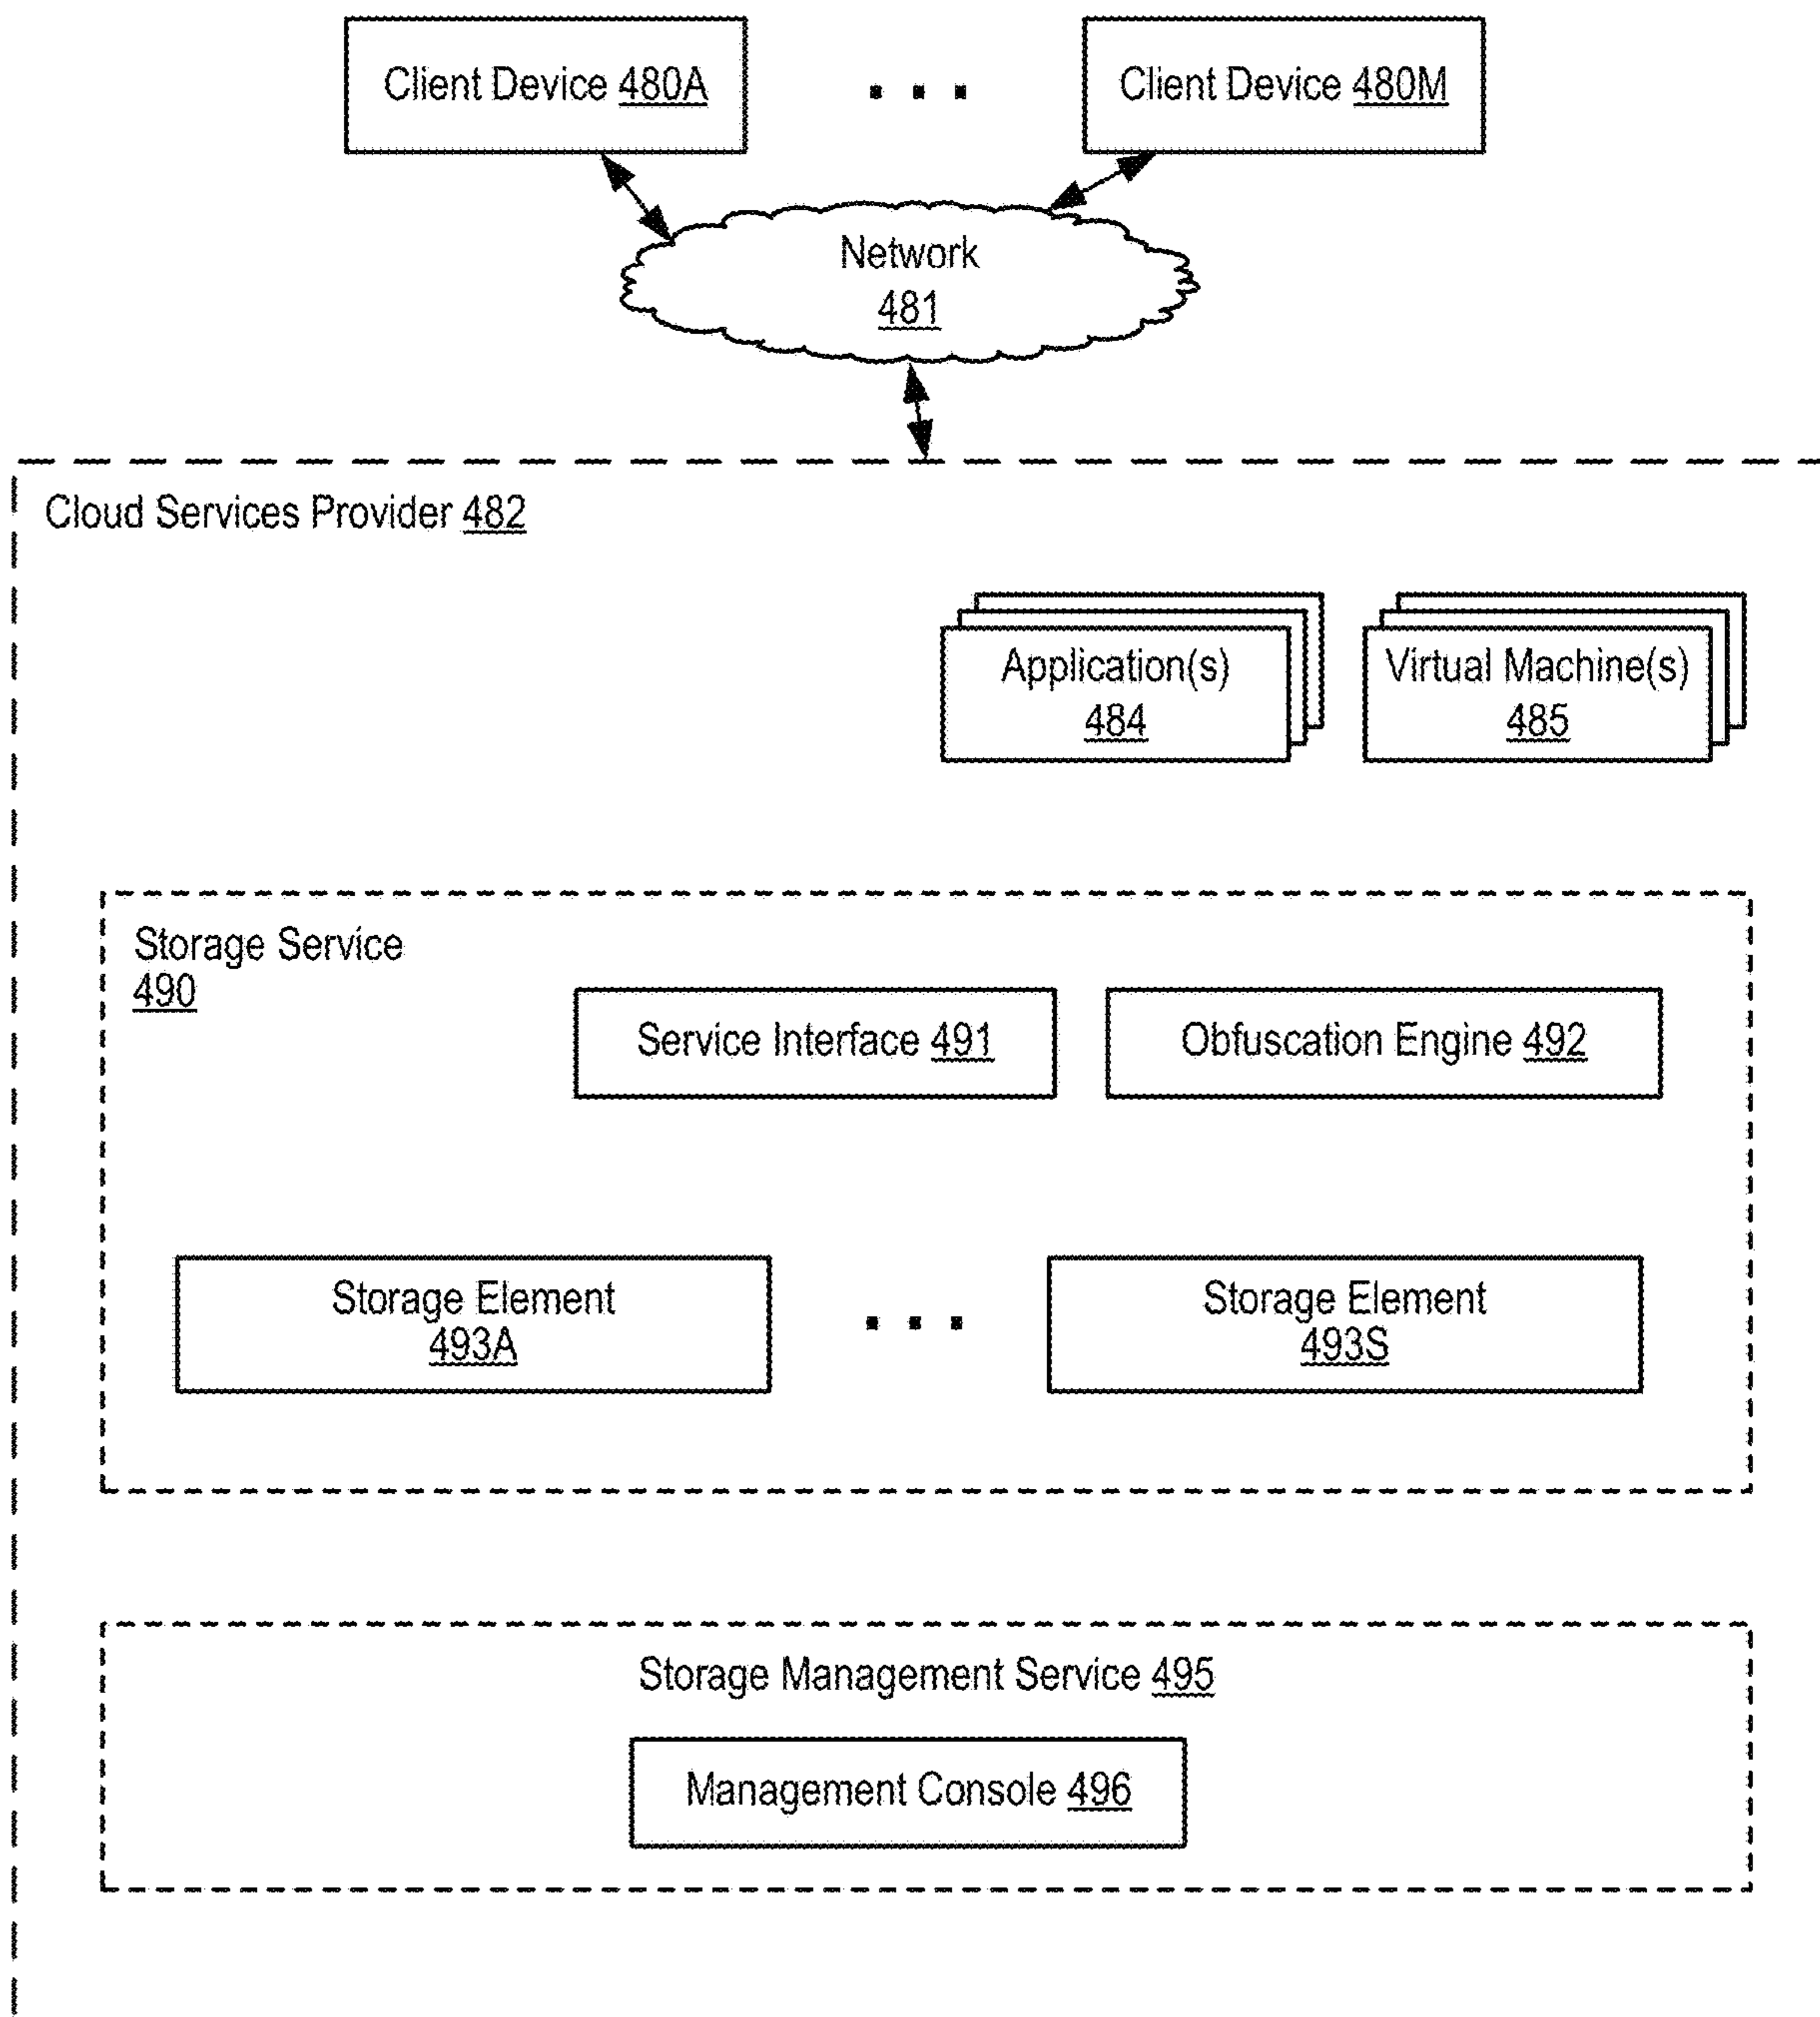 Client Device 480A
Client Device 480M
Network
481
Cloud Services Provider 482
Application(s)
484
Virtual Machine(s)
485
Storage Service
490
Service Interface 491
Obfuscation Engine 492
Storage Element
493A
Storage Element
493S
Storage Management Service 495
Management Console 496